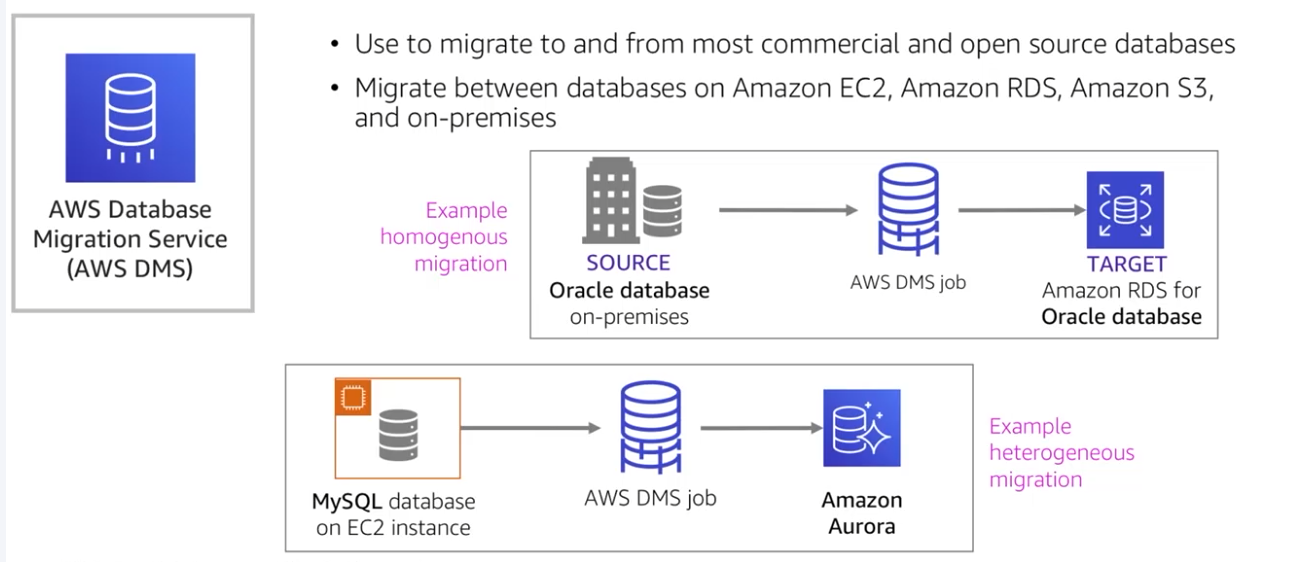 • Use to migrate to and from most commercial and open source databases
• Migrate between databases on Amazon EC2, Amazon RDS, Amazon S3,
and on-premises
AWS Database
Migration Service
(AWS DMS)
Example
homogenous
migration
SOURCE
Oracle database
on-premises
AWS DMS job
TARGET
Amazon RDS for
Oracle database
MySQL database
on EC2 instance
AWS DMS job
Amazon
Aurora
Example
heterogeneous
migration